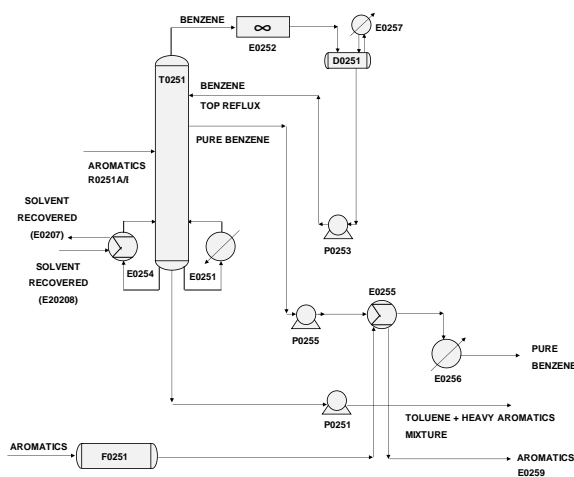 BENZENE
E0252
E0257
D0251
T0251
BENZENE
TOP REFLUX
PURE BENZENE
AROMATICS
R0251A/
SOLVENT
RECOVERED
(E0207)
SOLVENT
RECOVERED
(E20208)
E0254
E0251
P0253
E0255
P0255
E0256
PURE
BENZENE
P0251
TOLUENE + HEAVY AROMATICS
MIXTURE
AROMATICS
F0251
AROMATICS
E0259